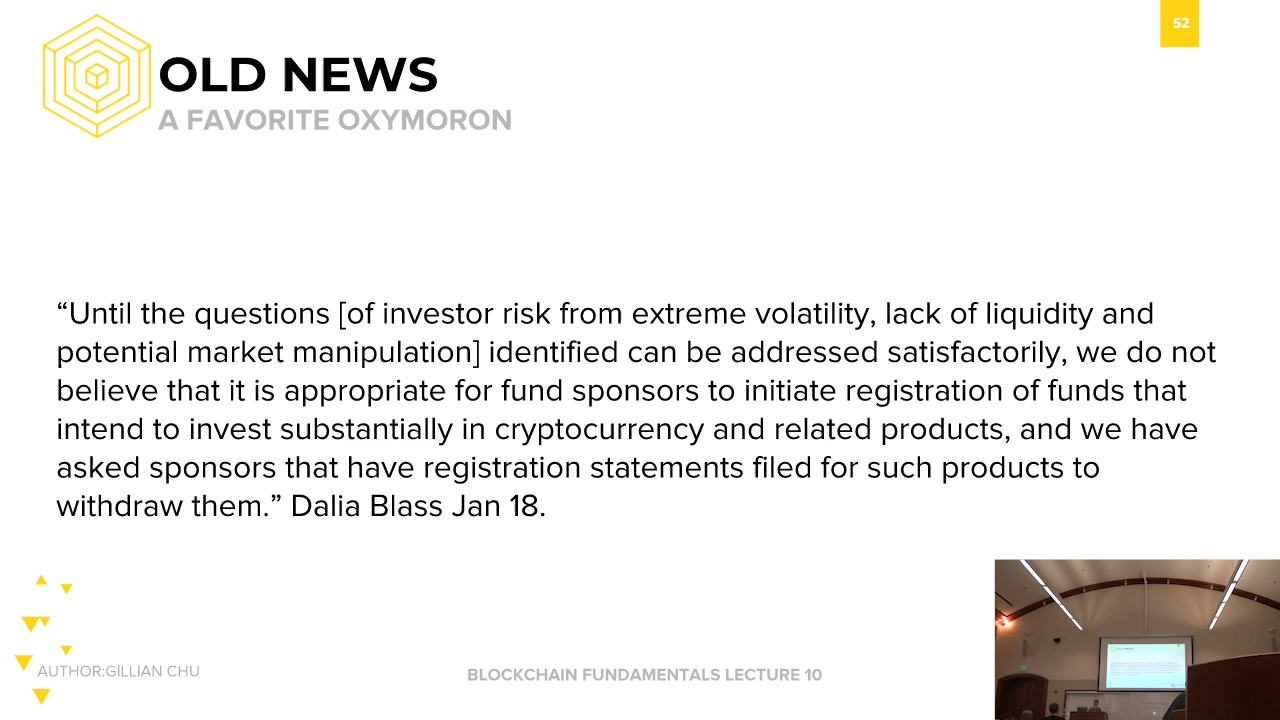 52
OLD NEWS
A FAVORITE OXYMORON
“Until the questions [of investor risk from extreme volatility, lack of liquidity and
potential market manipulation] identified can be addressed satisfactorily, we do not
believe that it is appropriate for fund sponsors to initiate registration of funds that
intend to invest substantially in cryptocurrency and related products, and we have
asked sponsors that have registration statements filed for such products to
withdraw them.” Dalia Blass Jan 18.
AUTHOR:GILLIAN CHU
BLOCKCHAIN FUNDAMENTALS LECTURE 10
OLD NEWS